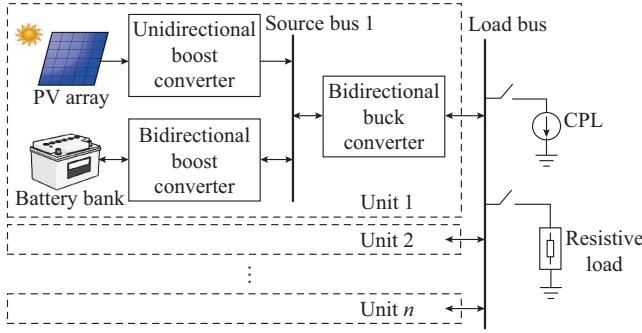 Unidirectional
boost
converter
Source bus 1
Load bus
PV array
Bidirectional
buck
converter
CPL
Bidirectional
boost
converter
Battery bank
Unit 1
Unit 2
Resistive
load
⋮
Unit n